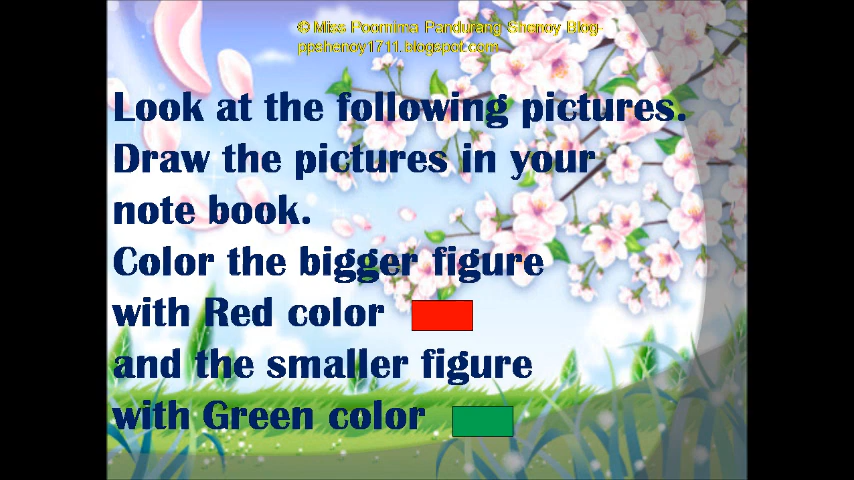 © Miss Poornima Pandurang Shenoy Blog-
ppshenoy1711.blogspot.com
Look at the following pictures.
Draw the pictures in your
note book.
Color the bigger figure
with Red color
and the smaller figure
with Green color